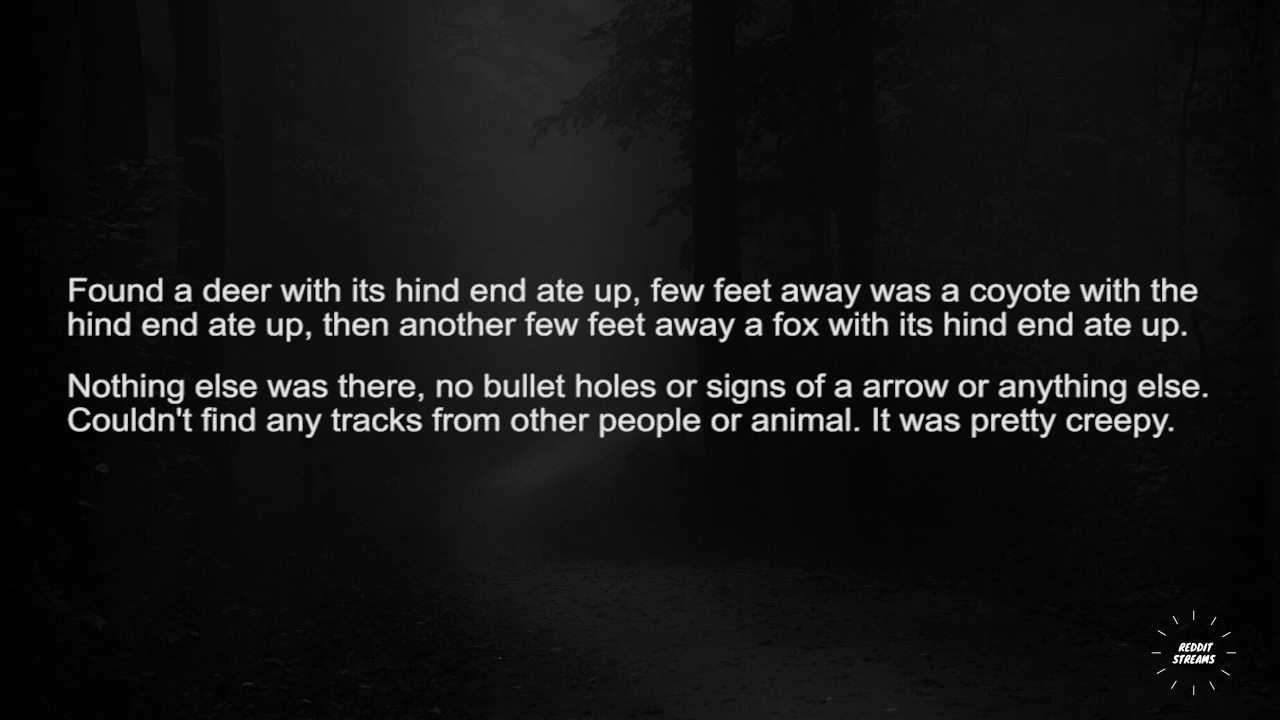 Found a deer with its hind end ate up, few feet away was a coyote with the
hind end ate up, then another few feet away a fox with its hind end ate up.
Nothing else was there, no bullet holes or signs of a arrow or anything else.
Couldn't find any tracks from other people or animal. It was pretty creepy.
REDDIT
STREAMS